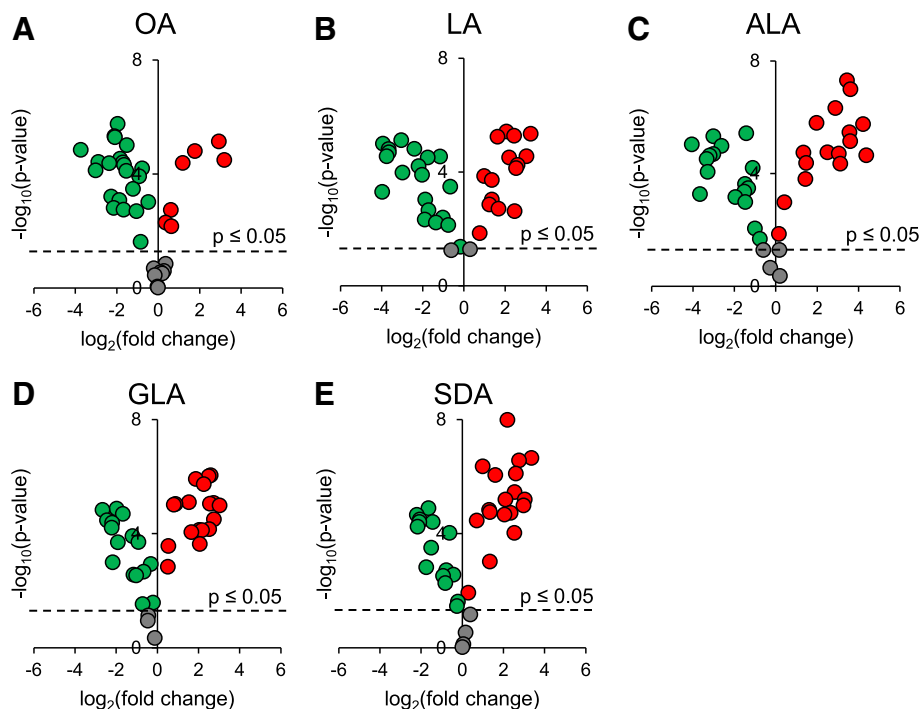 A OA
8
4
0
-log10(p-value)
p ≤ 0.05
-6 -4 -2 0 2 4 6
log2(fold change)
B LA
8
4
0
-log10(p-value)
p ≤ 0.05
-6 -4 -2 0 2 4 6
log2(fold change)
C ALA
8
4
0
-log10(p-value)
p ≤ 0.05
-6 -4 -2 0 2 4 6
log2(fold change)
D GLA
8
4
0
-log10(p-value)
p ≤ 0.05
-6 -4 -2 0 2 4 6
log2(fold change)
E SDA
8
4
0
-log10(p-value)
p ≤ 0.05
-6 -4 -2 0 2 4 6
log2(fold change)